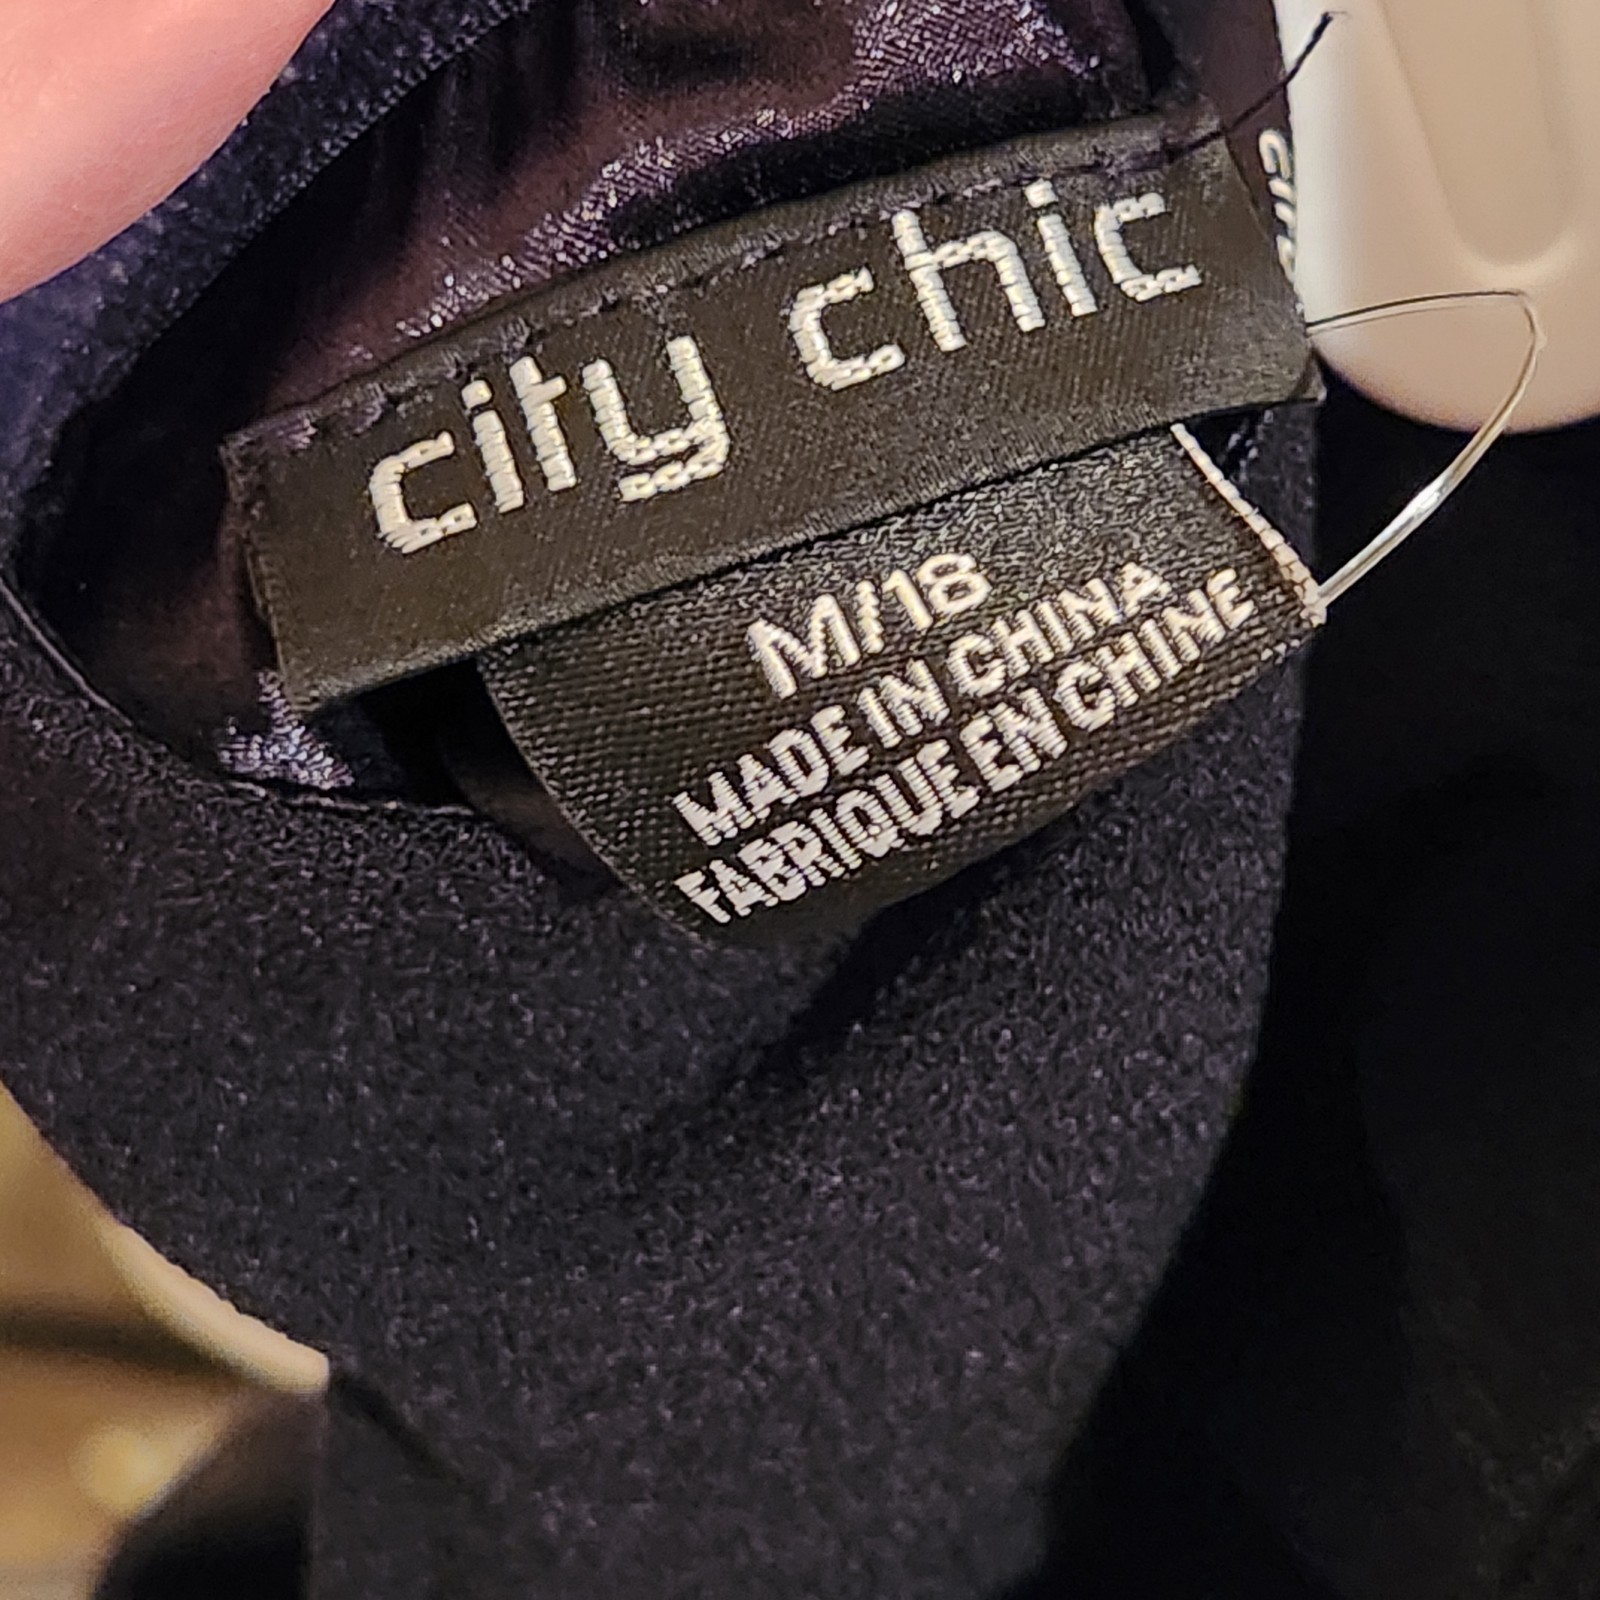 city chic
M/18
MADE IN CHINA
FABRIQUE EN CHINE